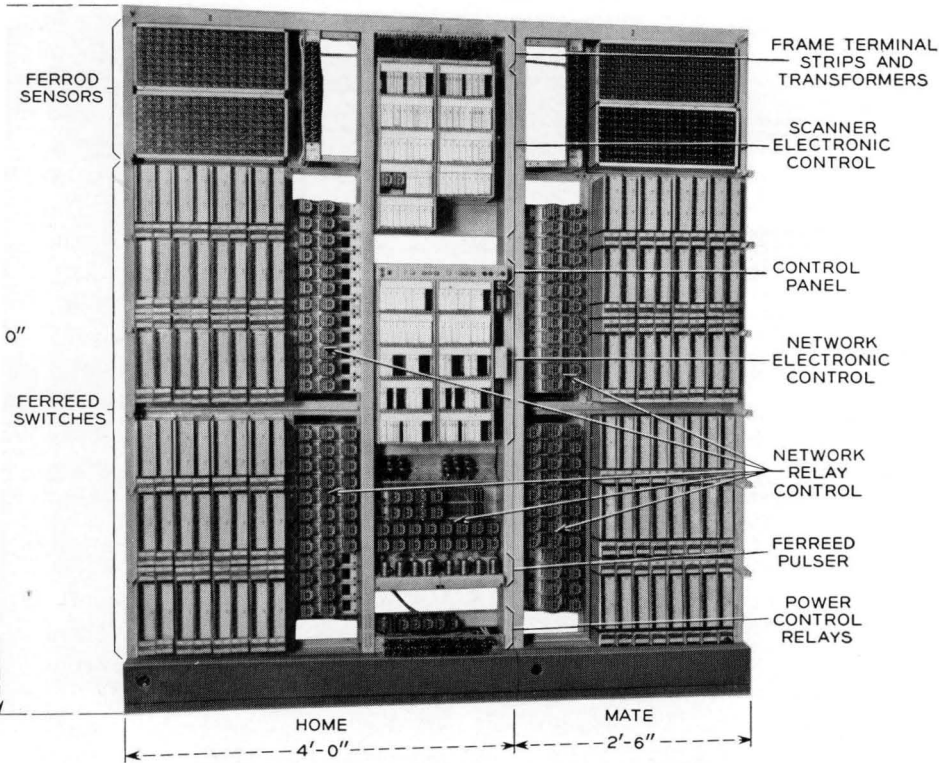 FERROD
SENSORS
0"
FERREED
SWITCHES
FRAME TERMINAL
STRIPS AND
TRANSFORMERS
SCANNER
ELECTRONIC
CONTROL
CONTROL
PANEL
NETWORK
ELECTRONIC
CONTROL
NETWORK
RELAY
CONTROL
FERREED
PULSER
POWER
CONTROL
RELAYS
HOME
4'-0"
MATE
2'-6"